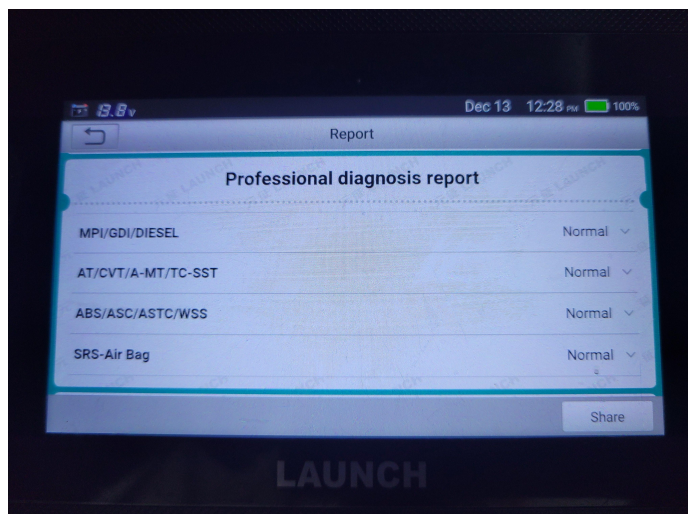 8.8v Dec 13 12:28 PM 100%
Report
Professional diagnosis report
MPI/GDI/DIESEL Normal
AT/CVT/A-MT/TC-SST Normal
ABS/ASC/ASTC/WSS Normal
SRS-Air Bag Normal
Share
LAUNCH